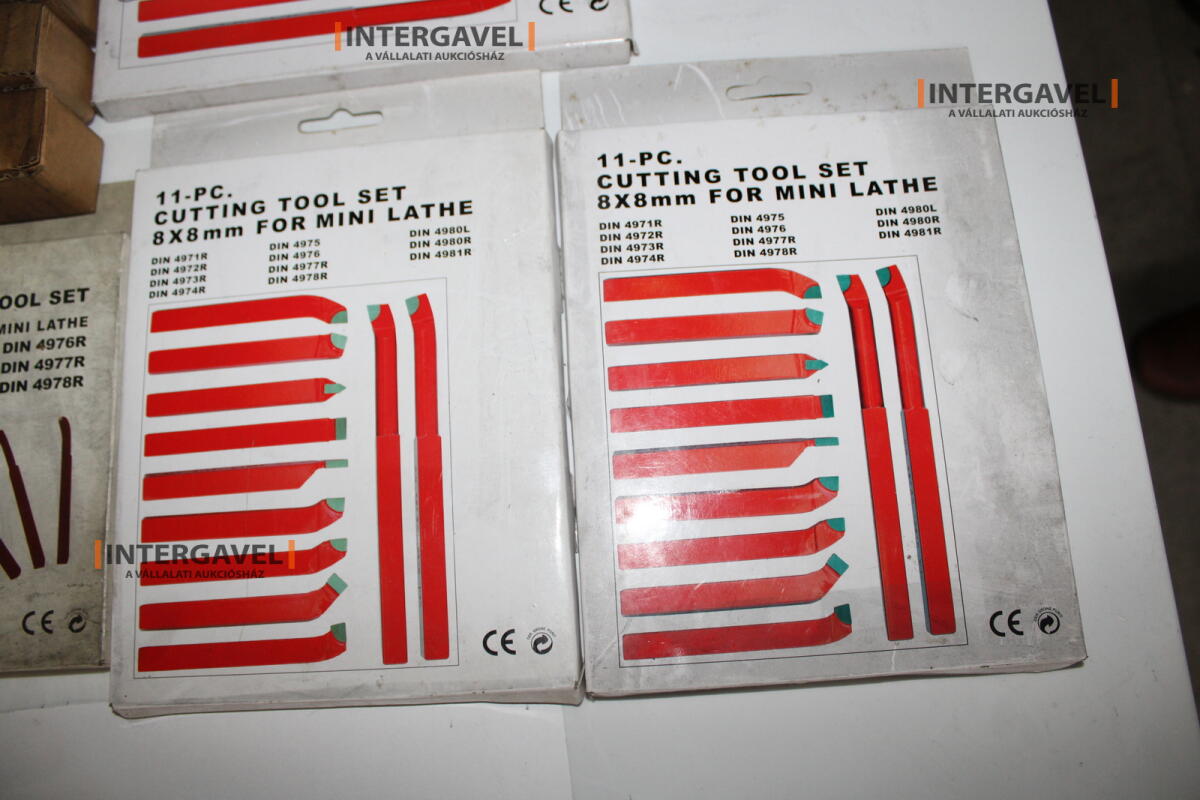 INTERGAVEL
A VÁLLALATI AUKCIÓSHÁZ
CE
INTERGAVEL
A VÁLLALATI AUKCIÓSHÁZ
11-PC.
CUTTING TOOL SET
8X8mm FOR MINI LATHE
DIN 4971R
DIN 4972R
DIN 4973R
DIN 4974R
DIN 4975
DIN 4976
DIN 4977R
DIN 4978R
DIN 4980L
DIN 4980R
DIN 4981R
CE
11-PC.
CUTTING TOOL SET
8X8mm FOR MINI LATHE
DIN 4971R
DIN 4972R
DIN 4973R
DIN 4974R
DIN 4975
DIN 4976
DIN 4977R
DIN 4978R
DIN 4980L
DIN 4980R
DIN 4981R
CE
TOOL SET
MINI LATHE
DIN 4976R
DIN 4977R
DIN 4978R
CE
INTERGAVEL
A VÁLLALATI AUKCIÓSHÁZ